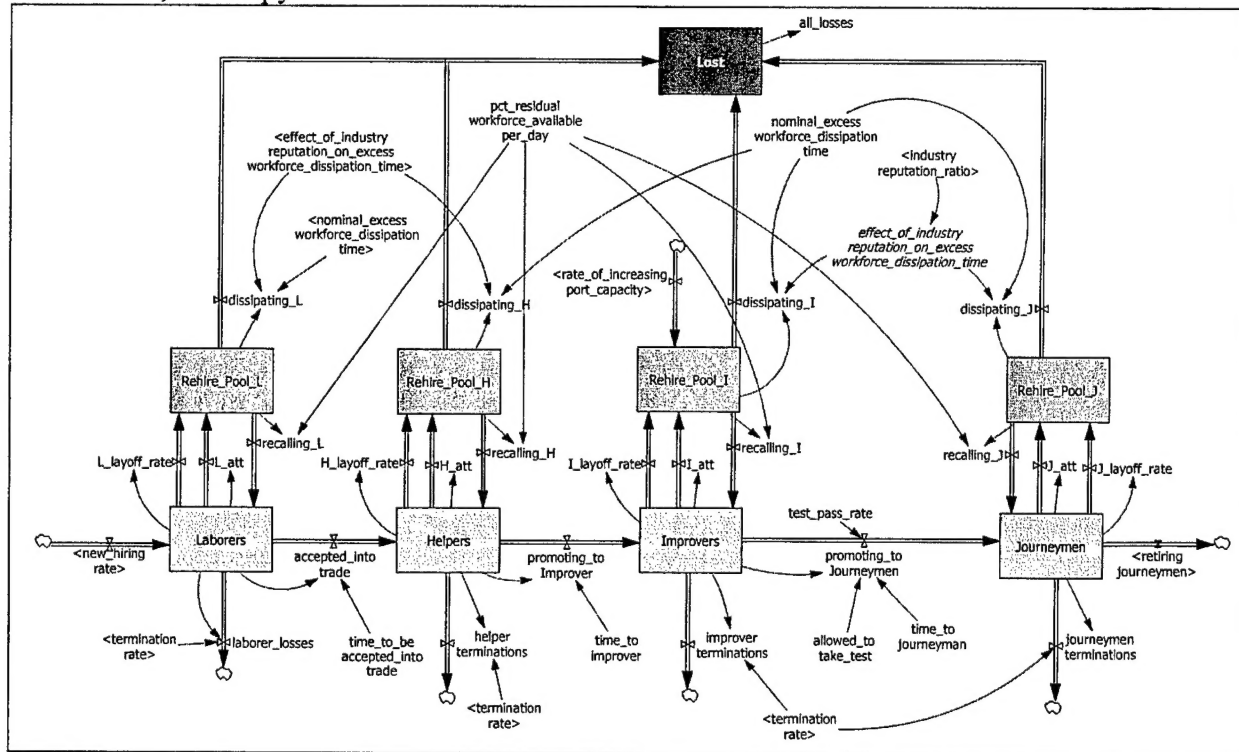 all_losses
Lost
pct_residual
workforce_available
per_day
nominal_excess
workforce_dissipation
time
<effect_of_industry
reputation_on_excess
workforce_dissipation_time>
<industry
reputation_ratio>
<nominal_excess
workforce_dissipation
time>
effect_of_industry
reputation_on_excess
workforce_dissipation_time
<rate_of_increasing
port_capacity>
dissipating_L
dissipating_H
dissipating_I
dissipating_J
Rehire_Pool_L
Rehire_Pool_H
Rehire_Pool_I
Rehire_Pool_J
recalling_L
recalling_H
recalling_I
recalling_J
L_layoff_rate
L_att
H_layoff_rate
H_att
I_layoff_rate
I_att
J_att
J_layoff_rate
test_pass_rate
Laborers
Helpers
Improvers
Journeymen
<new_hiring
rate>
accepted_into
trade
promoting_to
Improver
promoting_to
Journeymen
<retiring
journeymen>
<termination
rate>
laborer_losses
time_to_be
accepted_into
trade
helper
terminations
time_to
improver
improver
terminations
allowed_to
take_test
time_to
journeyman
journeymen
terminations
<termination
rate>
<termination
rate>